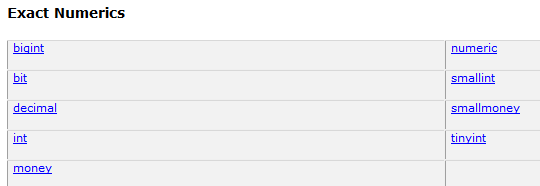 Exact Numerics
bigint numeric
bit smallint
decimal smallmoney
int tinyint
money